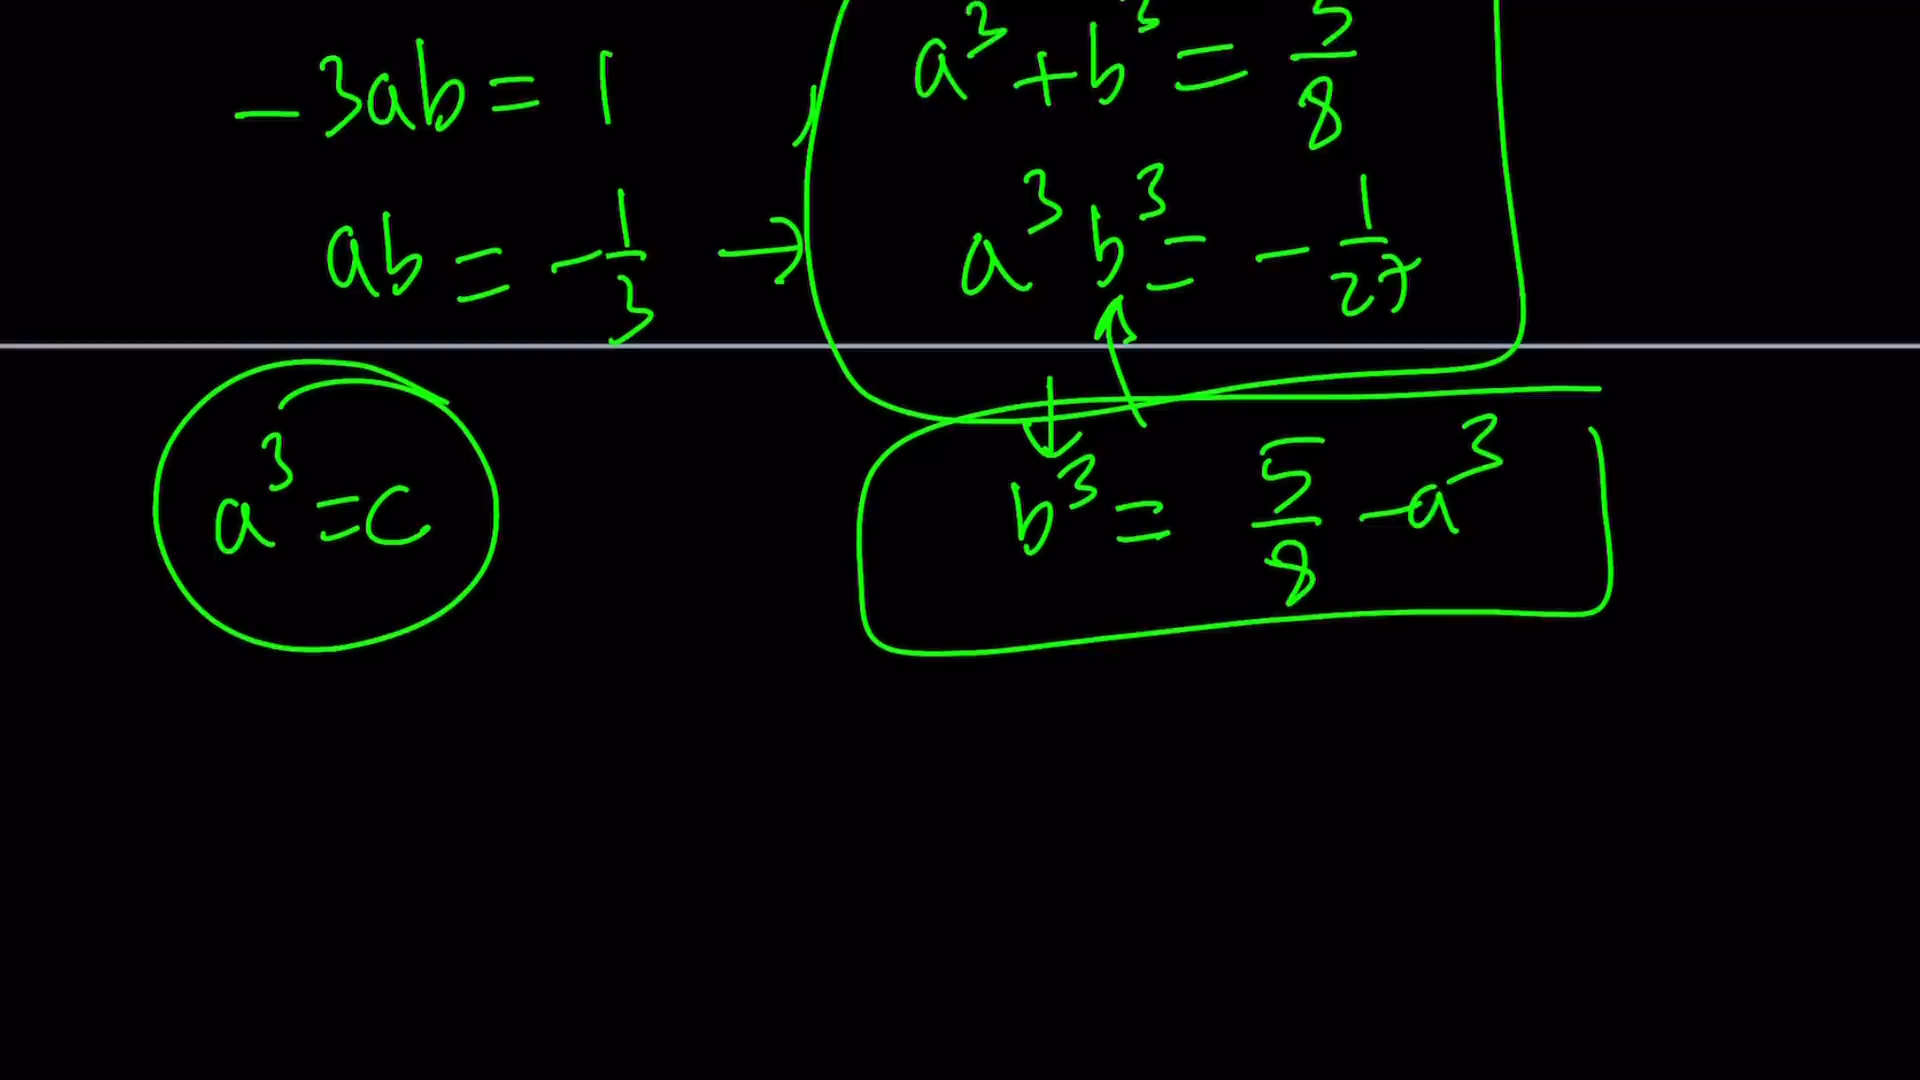 -3ab = 1
a³ + b³ = 5/8
ab = -1/3 →
a³b³ = -1/27
a³ = c
b³ = 5/8 - a³